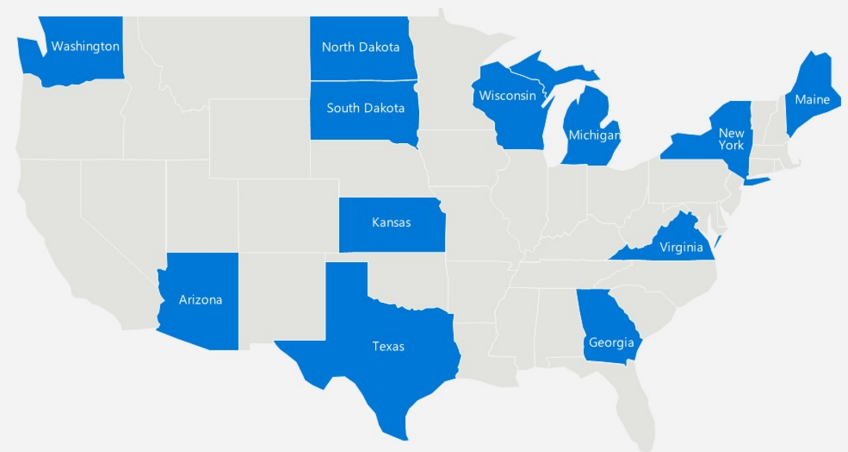 Washington
North Dakota
South Dakota
Wisconsin
Michigan
Maine
New
York
Kansas
Virginia
Arizona
Texas
Georgia